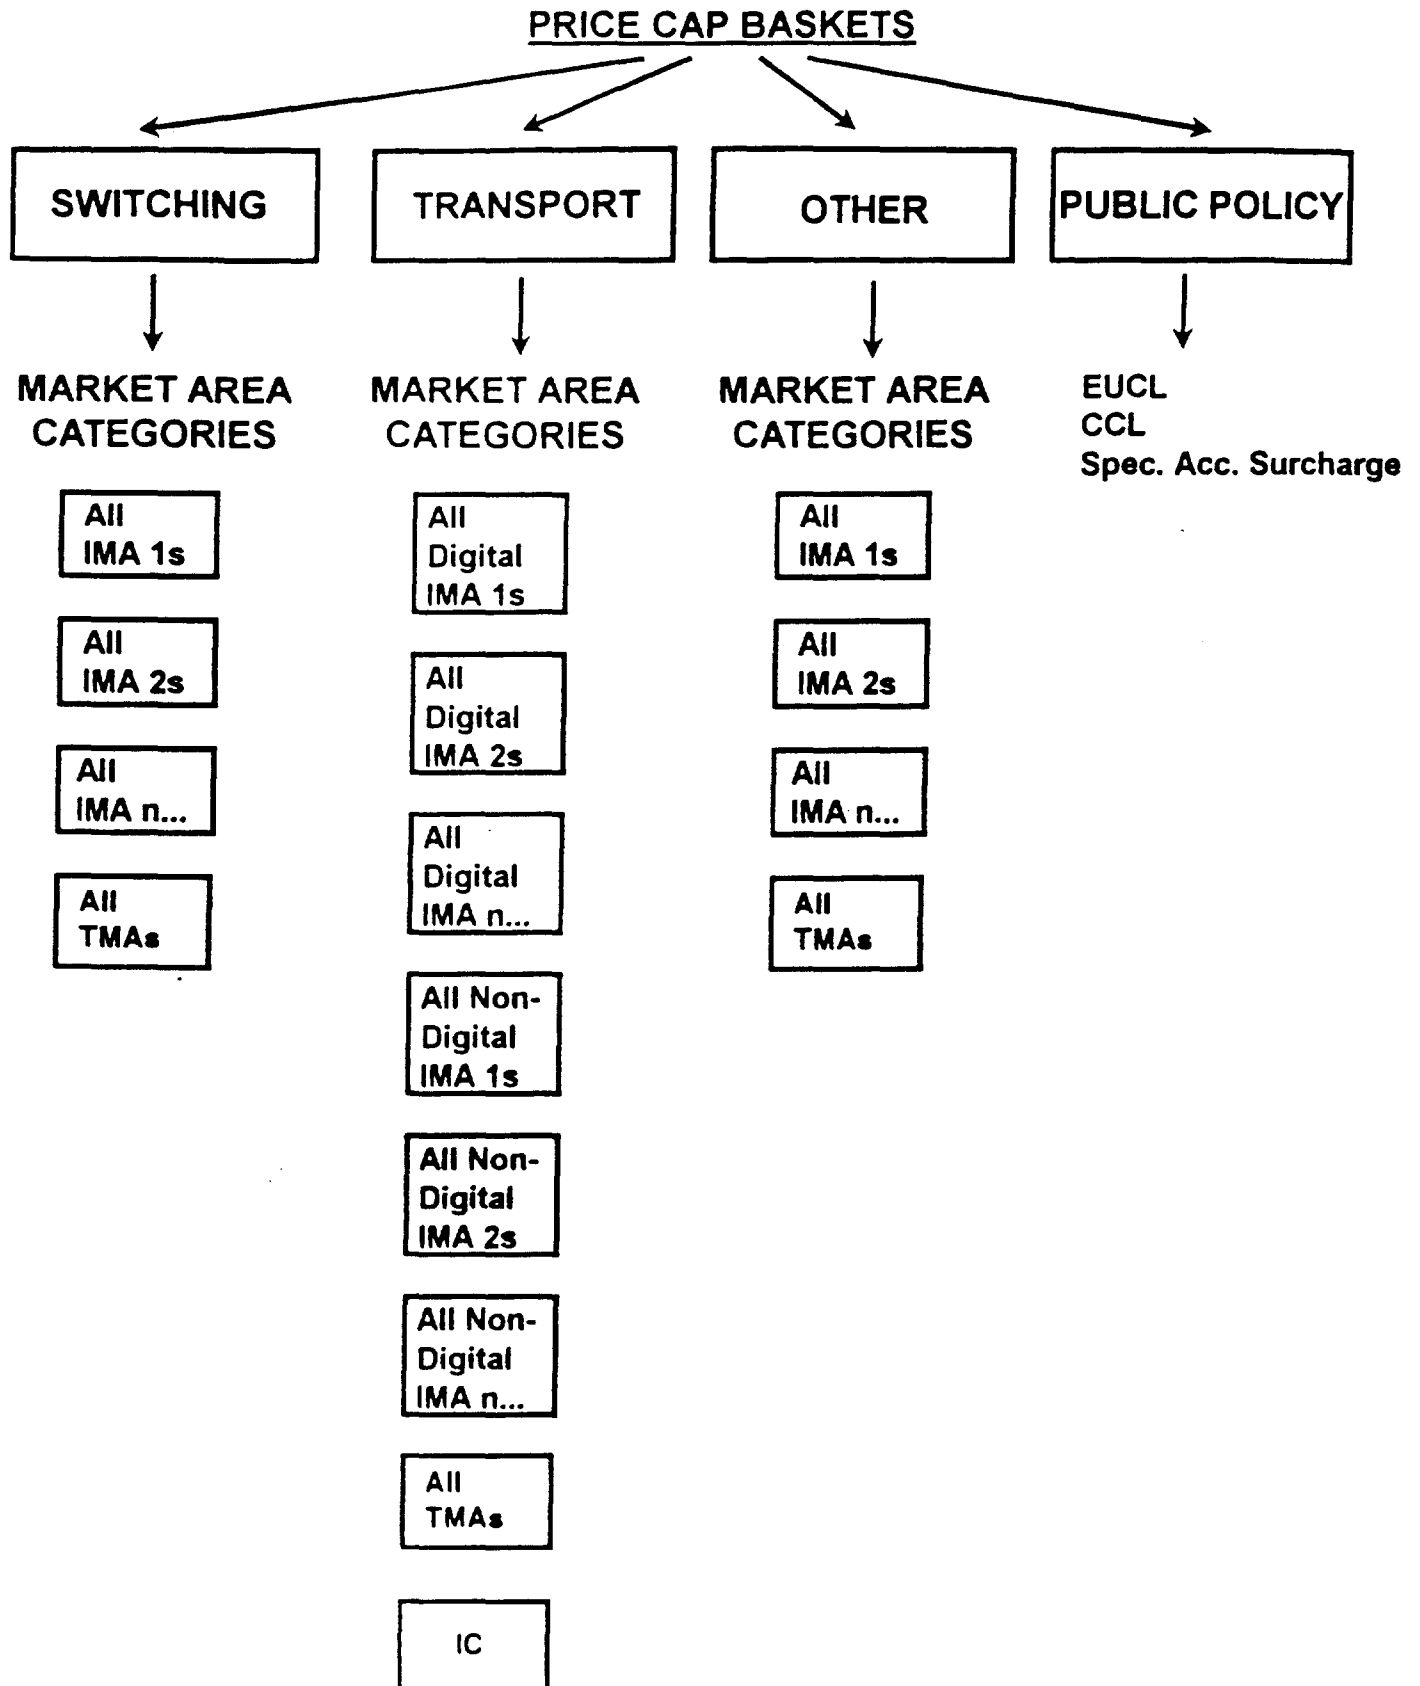 PRICE CAP BASKETS
SWITCHING
TRANSPORT
OTHER
PUBLIC POLICY
MARKET AREA
CATEGORIES
All
IMA 1s
All
IMA 2s
All
IMA n...
All
TMAs
MARKET AREA
CATEGORIES
All
Digital
IMA 1s
All
Digital
IMA 2s
All
Digital
IMA n...
All Non-
Digital
IMA 1s
All Non-
Digital
IMA 2s
All Non-
Digital
IMA n...
All
TMAs
IC
MARKET AREA
CATEGORIES
All
IMA 1s
All
IMA 2s
All
IMA n...
All
TMAs
EUCL
CCL
Spec. Acc. Surcharge